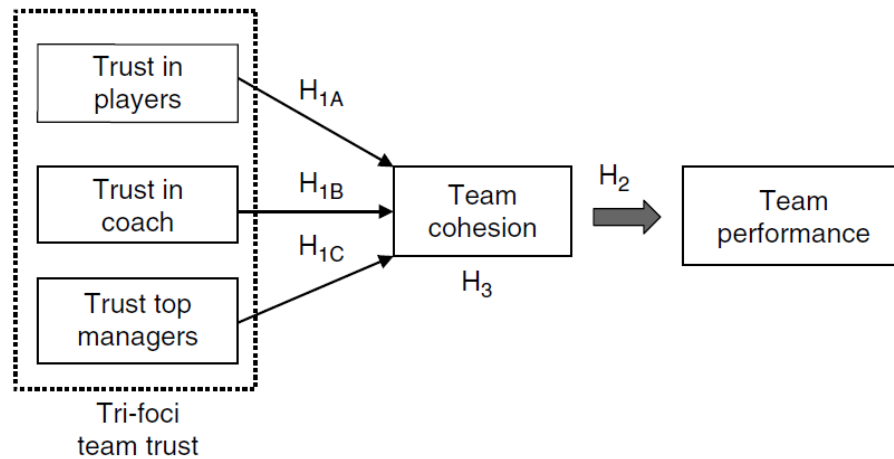 Trust in
players
H1A
Trust in
coach
H1B
Team
cohesion
H2
Team
performance
H1C
H3
Trust top
managers
Tri-foci
team trust